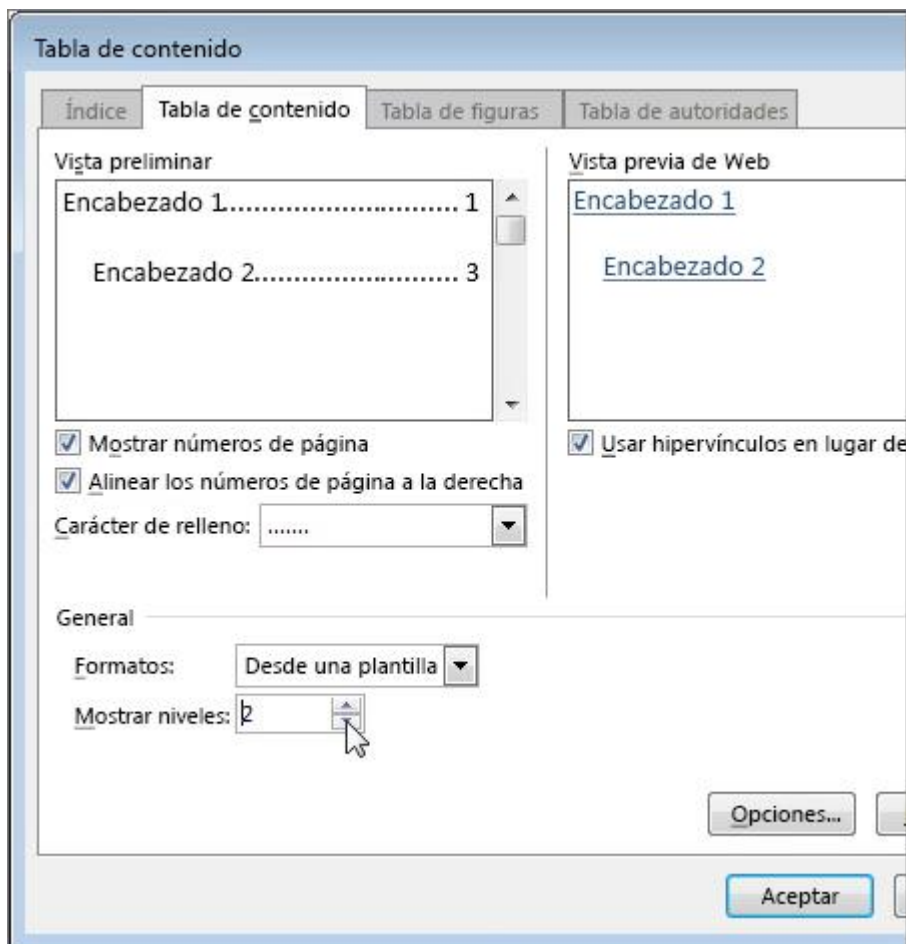 Tabla de contenido
Índice Tabla de contenido Tabla de figuras Tabla de autoridades
Vista preliminar
Encabezado 1................................ 1
Encabezado 2............................ 3
Mostrar números de página
Alinear los números de página a la derecha
Carácter de relleno: .......
Vista previa de Web
Encabezado 1
Encabezado 2
Usar hipervínculos en lugar de
General
Formatos: Desde una plantilla
Mostrar niveles: 2
Opciones...
Aceptar